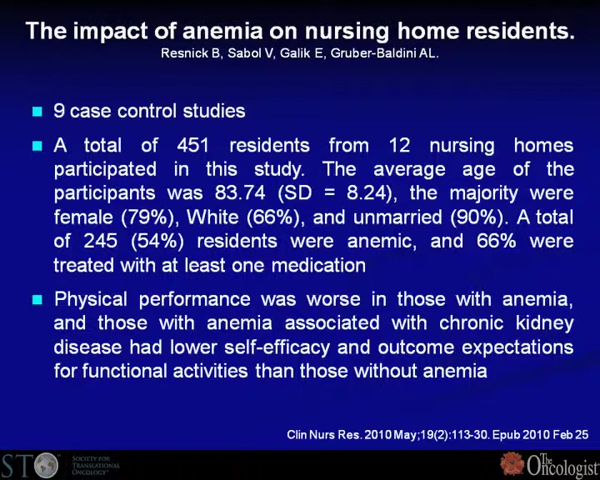 The impact of anemia on nursing home residents.
Resnick B, Sabol V, Galik E, Gruber-Baldini AL.
9 case control studies
A total of 451 residents from 12 nursing homes
participated in this study. The average age of the
participants was 83.74 (SD = 8.24), the majority were
female (79%), White (66%), and unmarried (90%). A total
of 245 (54%) residents were anemic, and 66% were
treated with at least one medication
Physical performance was worse in those with anemia,
and those with anemia associated with chronic kidney
disease had lower self-efficacy and outcome expectations
for functional activities than those without anemia
Clin Nurs Res. 2010 May;19(2):113-30. Epub 2010 Feb 25
STO
SOCIETY FOR
TRANSLATIONAL
ONCOLOGY
The
Oncologist